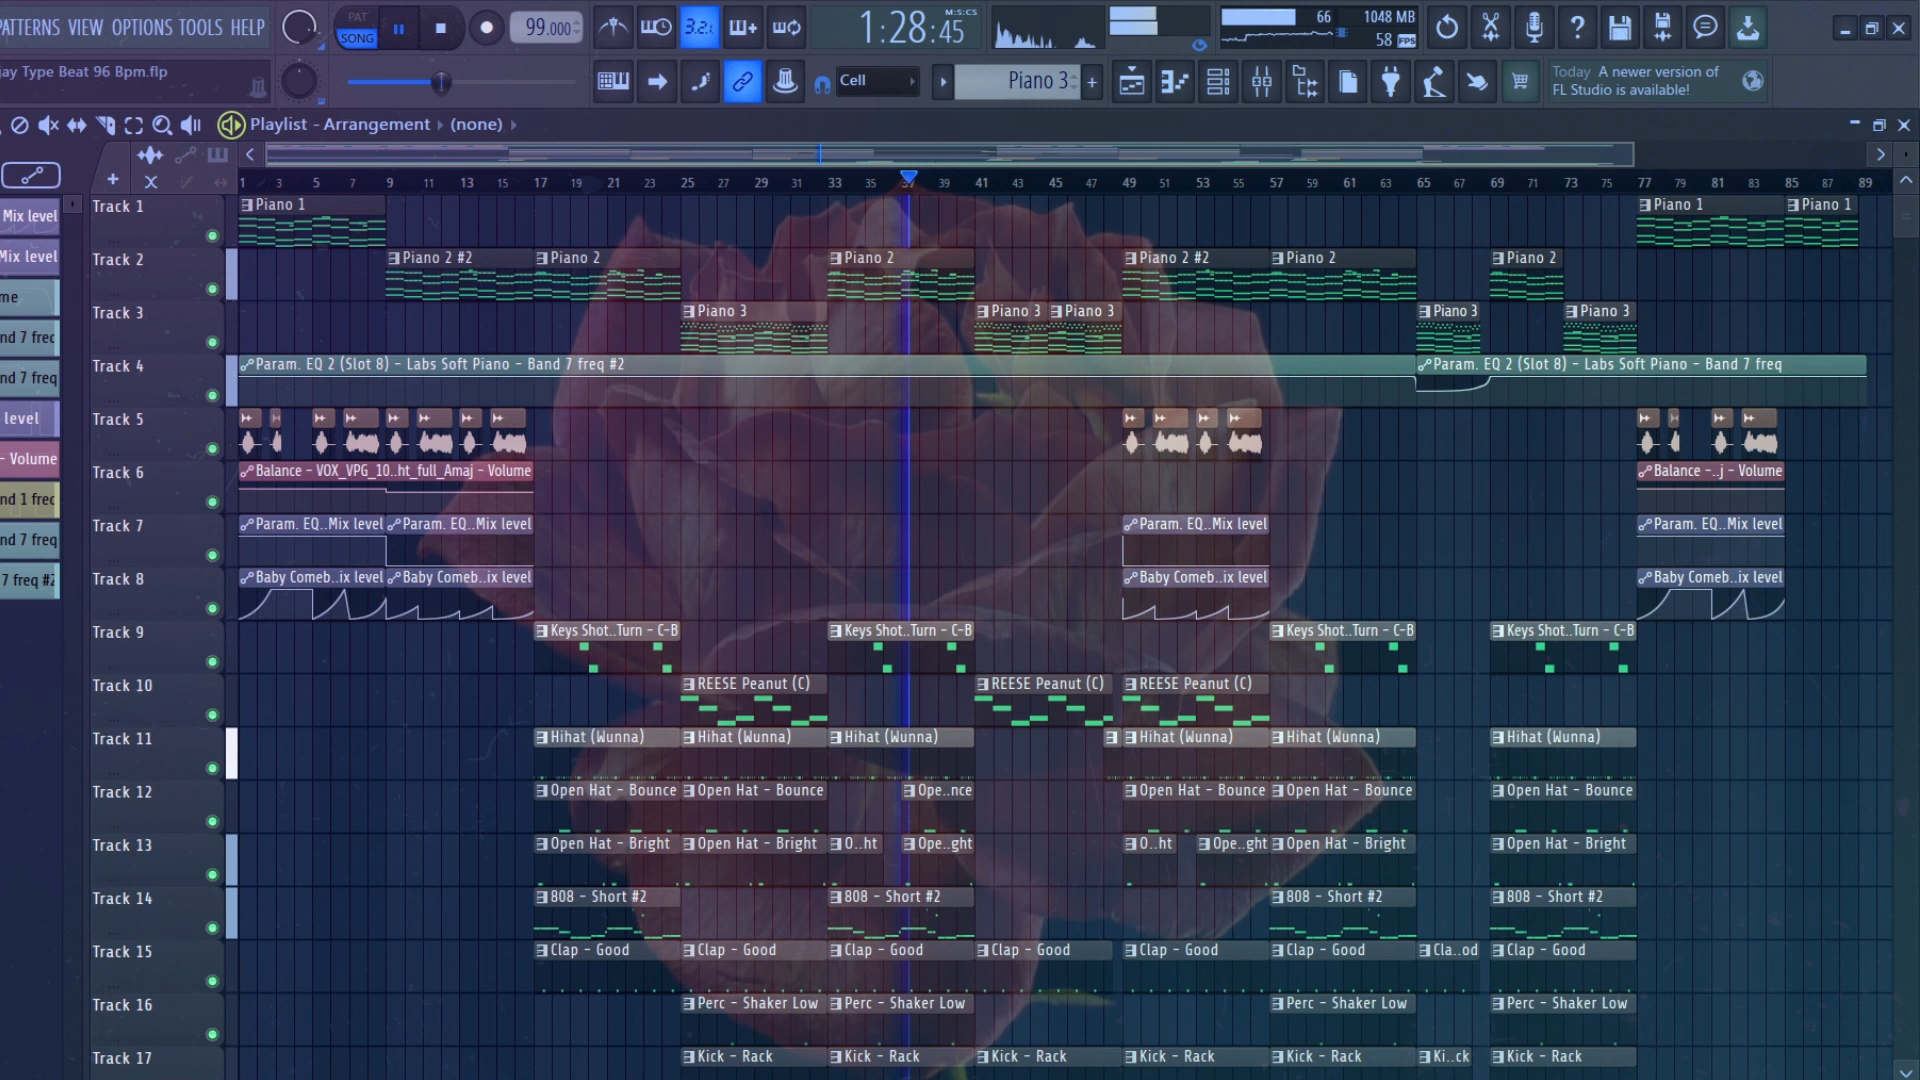 PATTERNS VIEW OPTIONS TOOLS HELP
PAT
SONG
99.000
3.2.
1:28:45
M:S:CS
66
1048 MB
58 FPS
jay Type Beat 96 Bpm.flp
Cell
Piano 3
Today A newer version of
FL Studio is available!
Playlist - Arrangement (none)
1 3 5 7 9 11 13 15 17 19 21 23 25 27 29 31 33 35 37 39 41 43 45 47 49 51 53 55 57 59 61 63 65 67 69 71 73 75 77 79 81 83 85 87 89
Mix level
Mix level
me
nd 7 freq
nd 7 freq
level
- Volume
nd 1 freq
nd 7 freq
7 freq #2
Track 1
Piano 1 Piano 1 Piano 1
Track 2
Piano 2 #2 Piano 2 Piano 2 Piano 2 #2 Piano 2 Piano 2
Track 3
Piano 3 Piano 3 Piano 3 Piano 3 Piano 3
Track 4
Param. EQ 2 (Slot 8) - Labs Soft Piano - Band 7 freq #2 Param. EQ 2 (Slot 8) - Labs Soft Piano - Band 7 freq
Track 5
Track 6
Balance - VOX_VPG_10..ht_full_Amaj - Volume Balance -..j - Volume
Track 7
Param. EQ..Mix level Param. EQ..Mix level Param. EQ..Mix level Param. EQ..Mix level
Track 8
Baby Comeb..ix level Baby Comeb..ix level Baby Comeb..ix level Baby Comeb..ix level
Track 9
Keys Shot..Turn - C-B Keys Shot..Turn - C-B Keys Shot..Turn - C-B Keys Shot..Turn - C-B
Track 10
REESE Peanut (C) REESE Peanut (C) REESE Peanut (C)
Track 11
Hihat (Wunna) Hihat (Wunna) Hihat (Wunna) Hihat (Wunna) Hihat (Wunna) Hihat (Wunna)
Track 12
Open Hat - Bounce Open Hat - Bounce Ope..nce Open Hat - Bounce Open Hat - Bounce Open Hat - Bounce
Track 13
Open Hat - Bright Open Hat - Bright O..ht Ope..ght O..ht Ope..ght Open Hat - Bright Open Hat - Bright
Track 14
808 - Short #2 808 - Short #2 808 - Short #2 808 - Short #2
Track 15
Clap - Good Clap - Good Clap - Good Clap - Good Clap - Good Clap - Good Cla..od Clap - Good
Track 16
Perc - Shaker Low Perc - Shaker Low Perc - Shaker Low Perc - Shaker Low
Track 17
Kick - Rack Kick - Rack Kick - Rack Kick - Rack Kick - Rack Ki..ck Kick - Rack